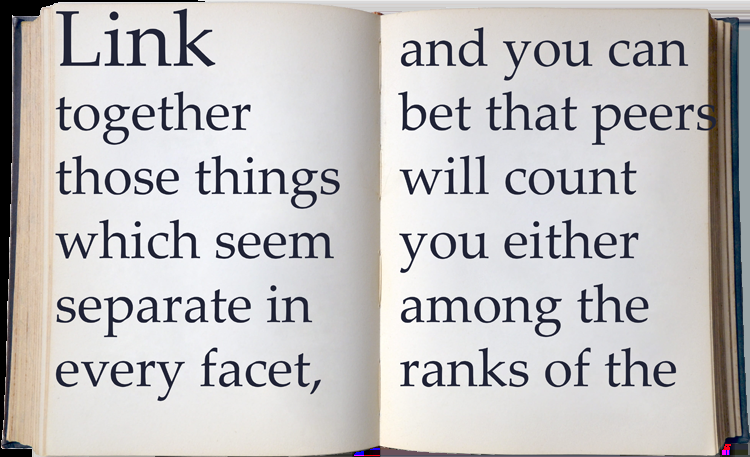 Link
together
those things
which seem
separate in
every facet,
and you can
bet that peers
will count
you either
among the
ranks of the